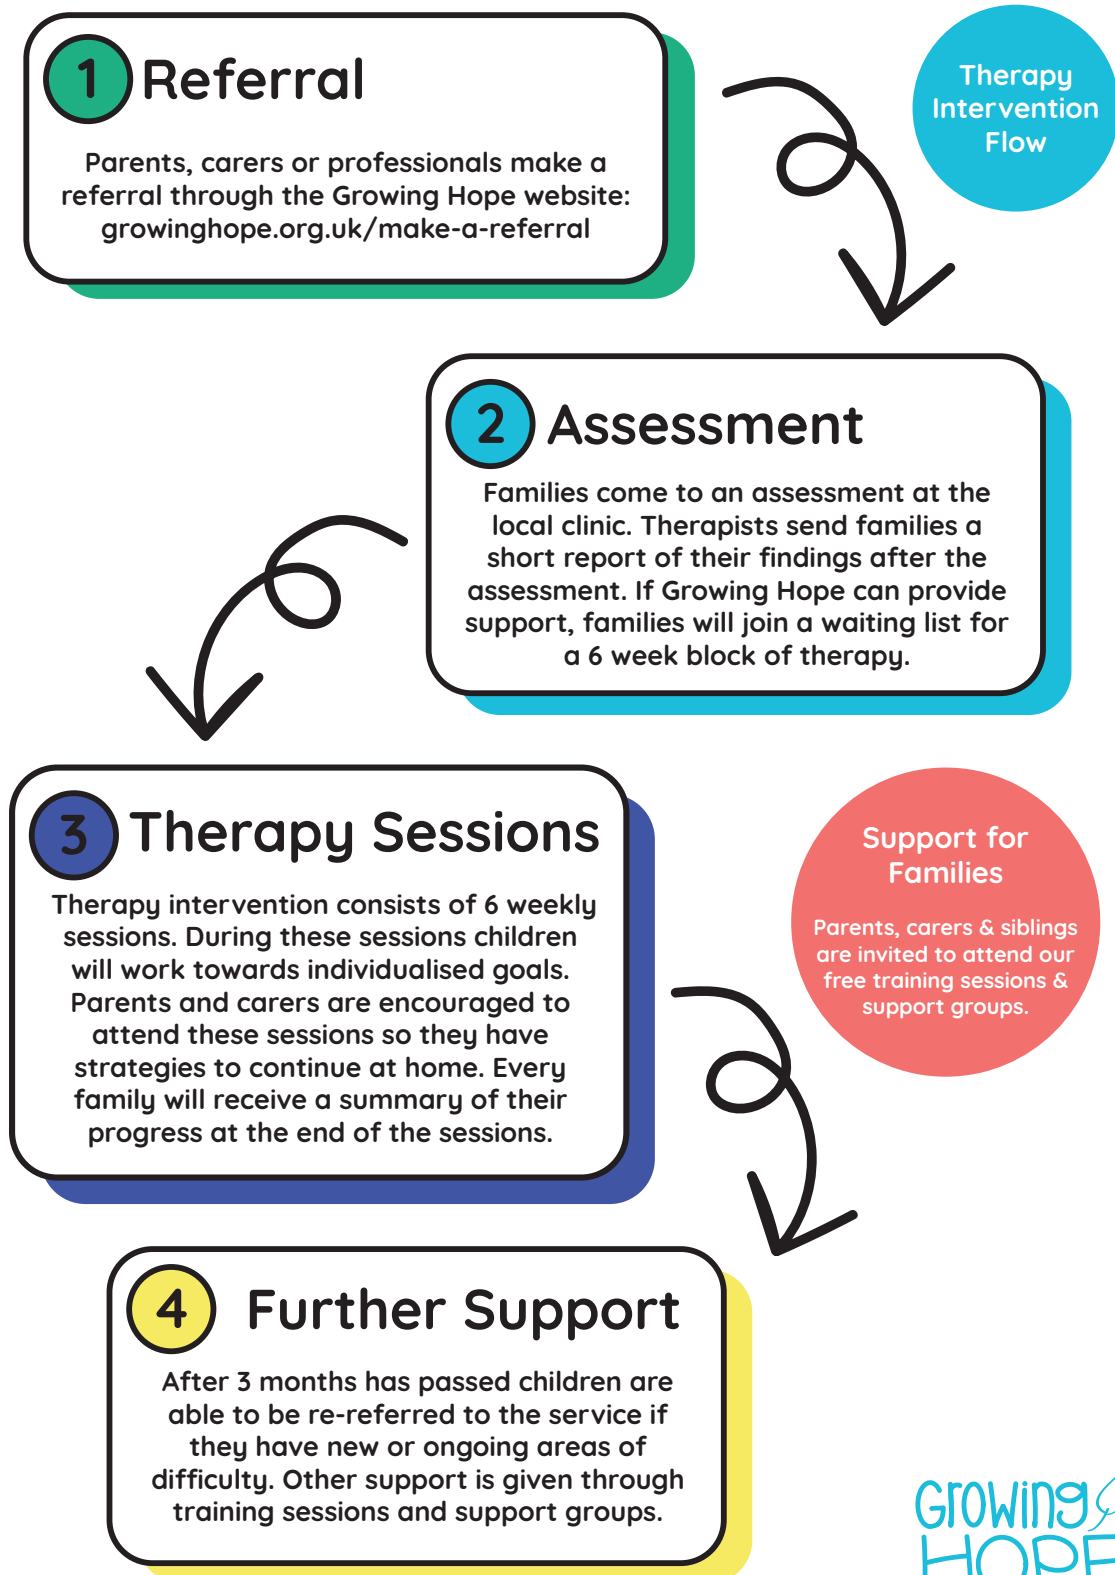 1 Referral
Parents, carers or professionals make a
referral through the Growing Hope website:
growinghope.org.uk/make-a-referral
Therapy
Intervention
Flow
2 Assessment
Families come to an assessment at the
local clinic. Therapists send families a
short report of their findings after the
assessment. If Growing Hope can provide
support, families will join a waiting list for
a 6 week block of therapy.
3 Therapy Sessions
Therapy intervention consists of 6 weekly
sessions. During these sessions children
will work towards individualised goals.
Parents and carers are encouraged to
attend these sessions so they have
strategies to continue at home. Every
family will receive a summary of their
progress at the end of the sessions.
Support for
Families
Parents, carers & siblings
are invited to attend our
free training sessions &
support groups.
4 Further Support
After 3 months has passed children are
able to be re-referred to the service if
they have new or ongoing areas of
difficulty. Other support is given through
training sessions and support groups.
Growing
HOPE